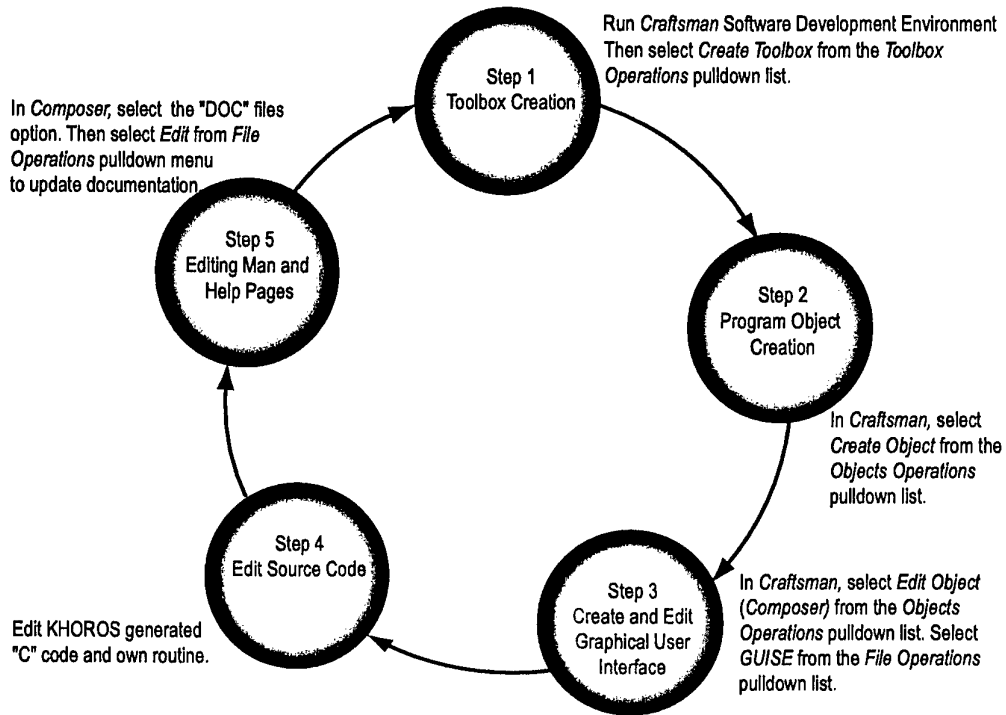 Run Craftsman Software Development Environment
Then select Create Toolbox from the Toolbox
Operations pulldown list.
Step 1
Toolbox Creation
In Composer, select the "DOC" files
option. Then select Edit from File
Operations pulldown menu
to update documentation.
Step 5
Editing Man and
Help Pages
Step 2
Program Object
Creation
In Craftsman, select
Create Object from the
Objects Operations
pulldown list.
Step 4
Edit Source Code
Step 3
Create and Edit
Graphical User
Interface
In Craftsman, select Edit Object
(Composer) from the Objects
Operations pulldown list. Select
GUISE from the File Operations
pulldown list.
Edit KHOROS generated
"C" code and own routine.